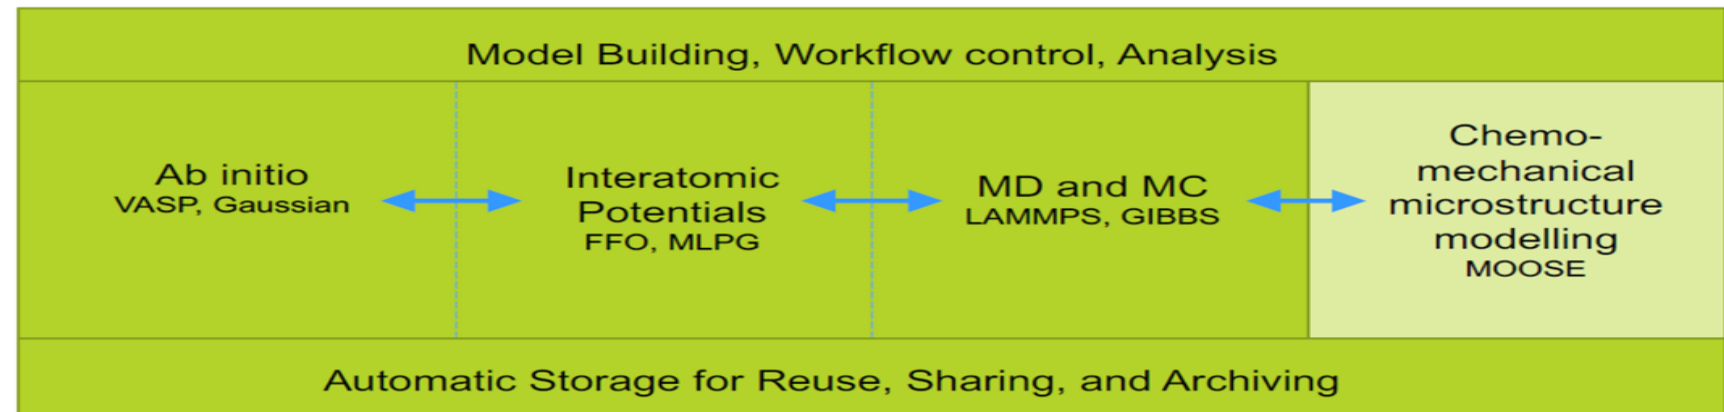 Model Building, Workflow control, Analysis
Ab initio
VASP, Gaussian
Interatomic
Potentials
FFO, MLPG
MD and MC
LAMMPS, GIBBS
Chemo-
mechanical
microstructure
modelling
MOOSE
Automatic Storage for Reuse, Sharing, and Archiving